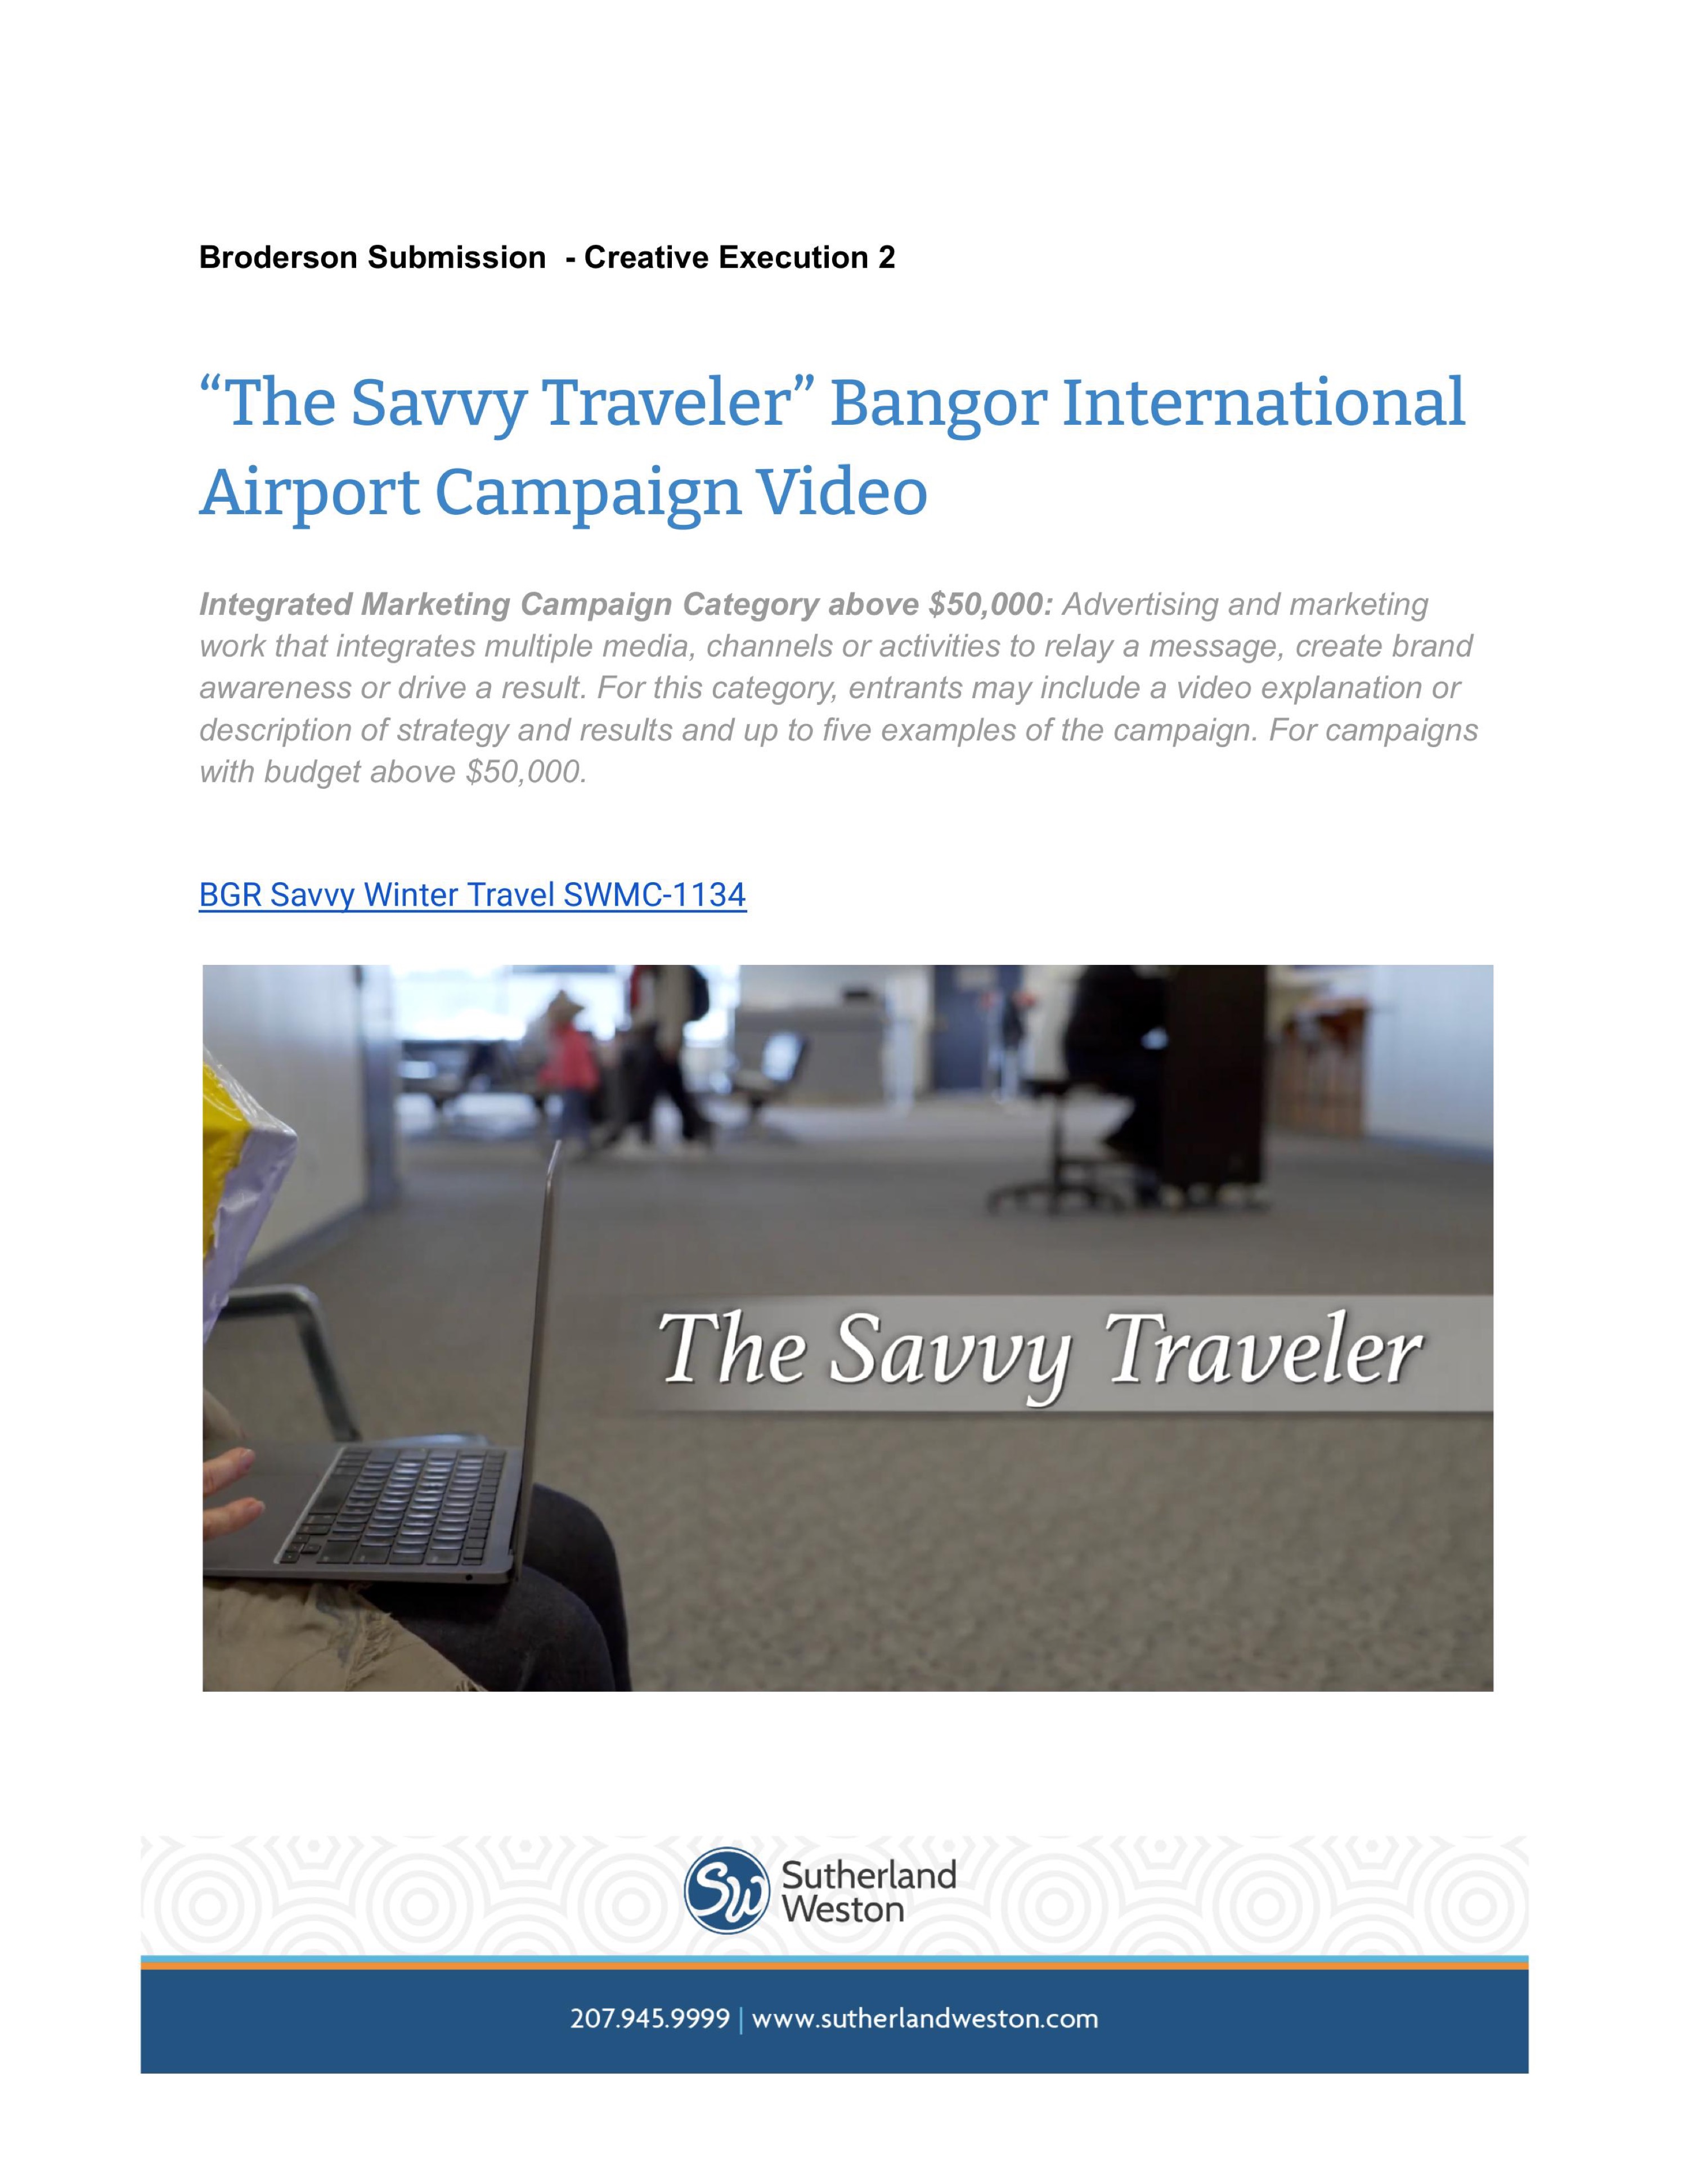 Broderson Submission  - Creative Execution 2
“The Savvy Traveler” Bangor International
Airport Campaign Video
Integrated Marketing Campaign Category above $50,000: Advertising and marketing
work that integrates multiple media, channels or activities to relay a message, create brand
awareness or drive a result. For this category, entrants may include a video explanation or
description of strategy and results and up to five examples of the campaign. For campaigns
with budget above $50,000.
BGR Savvy Winter Travel SWMC-1134
The Savvy Traveler
SW
Sutherland
Weston
207.945.9999 | www.sutherlandweston.com